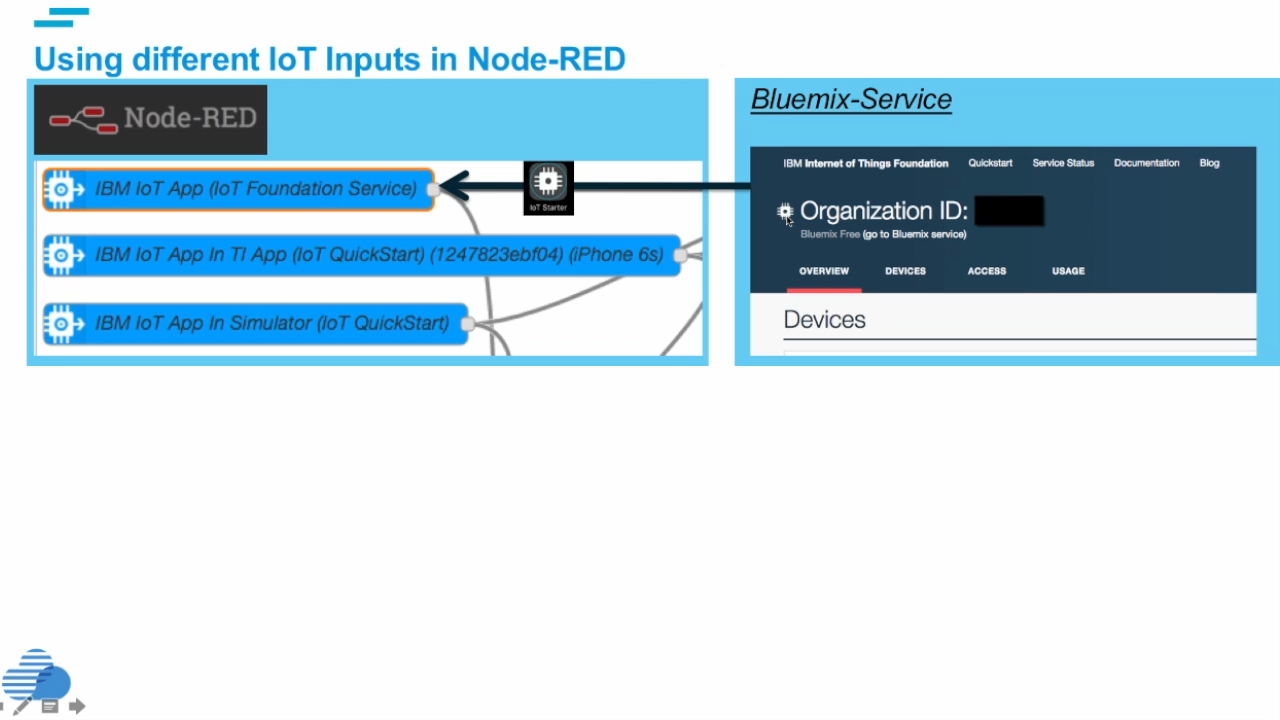 Using different IoT Inputs in Node-RED
Node-RED
IBM IoT App (IoT Foundation Service)
IoT Starter
IBM IoT App In TI App (IoT QuickStart) (1247823ebf04) (iPhone 6s)
IBM IoT App In Simulator (IoT QuickStart)
Bluemix-Service
IBM Internet of Things Foundation Quickstart Service Status Documentation Blog
Organization ID:
Bluemix Free (go to Bluemix service)
OVERVIEW DEVICES ACCESS USAGE
Devices